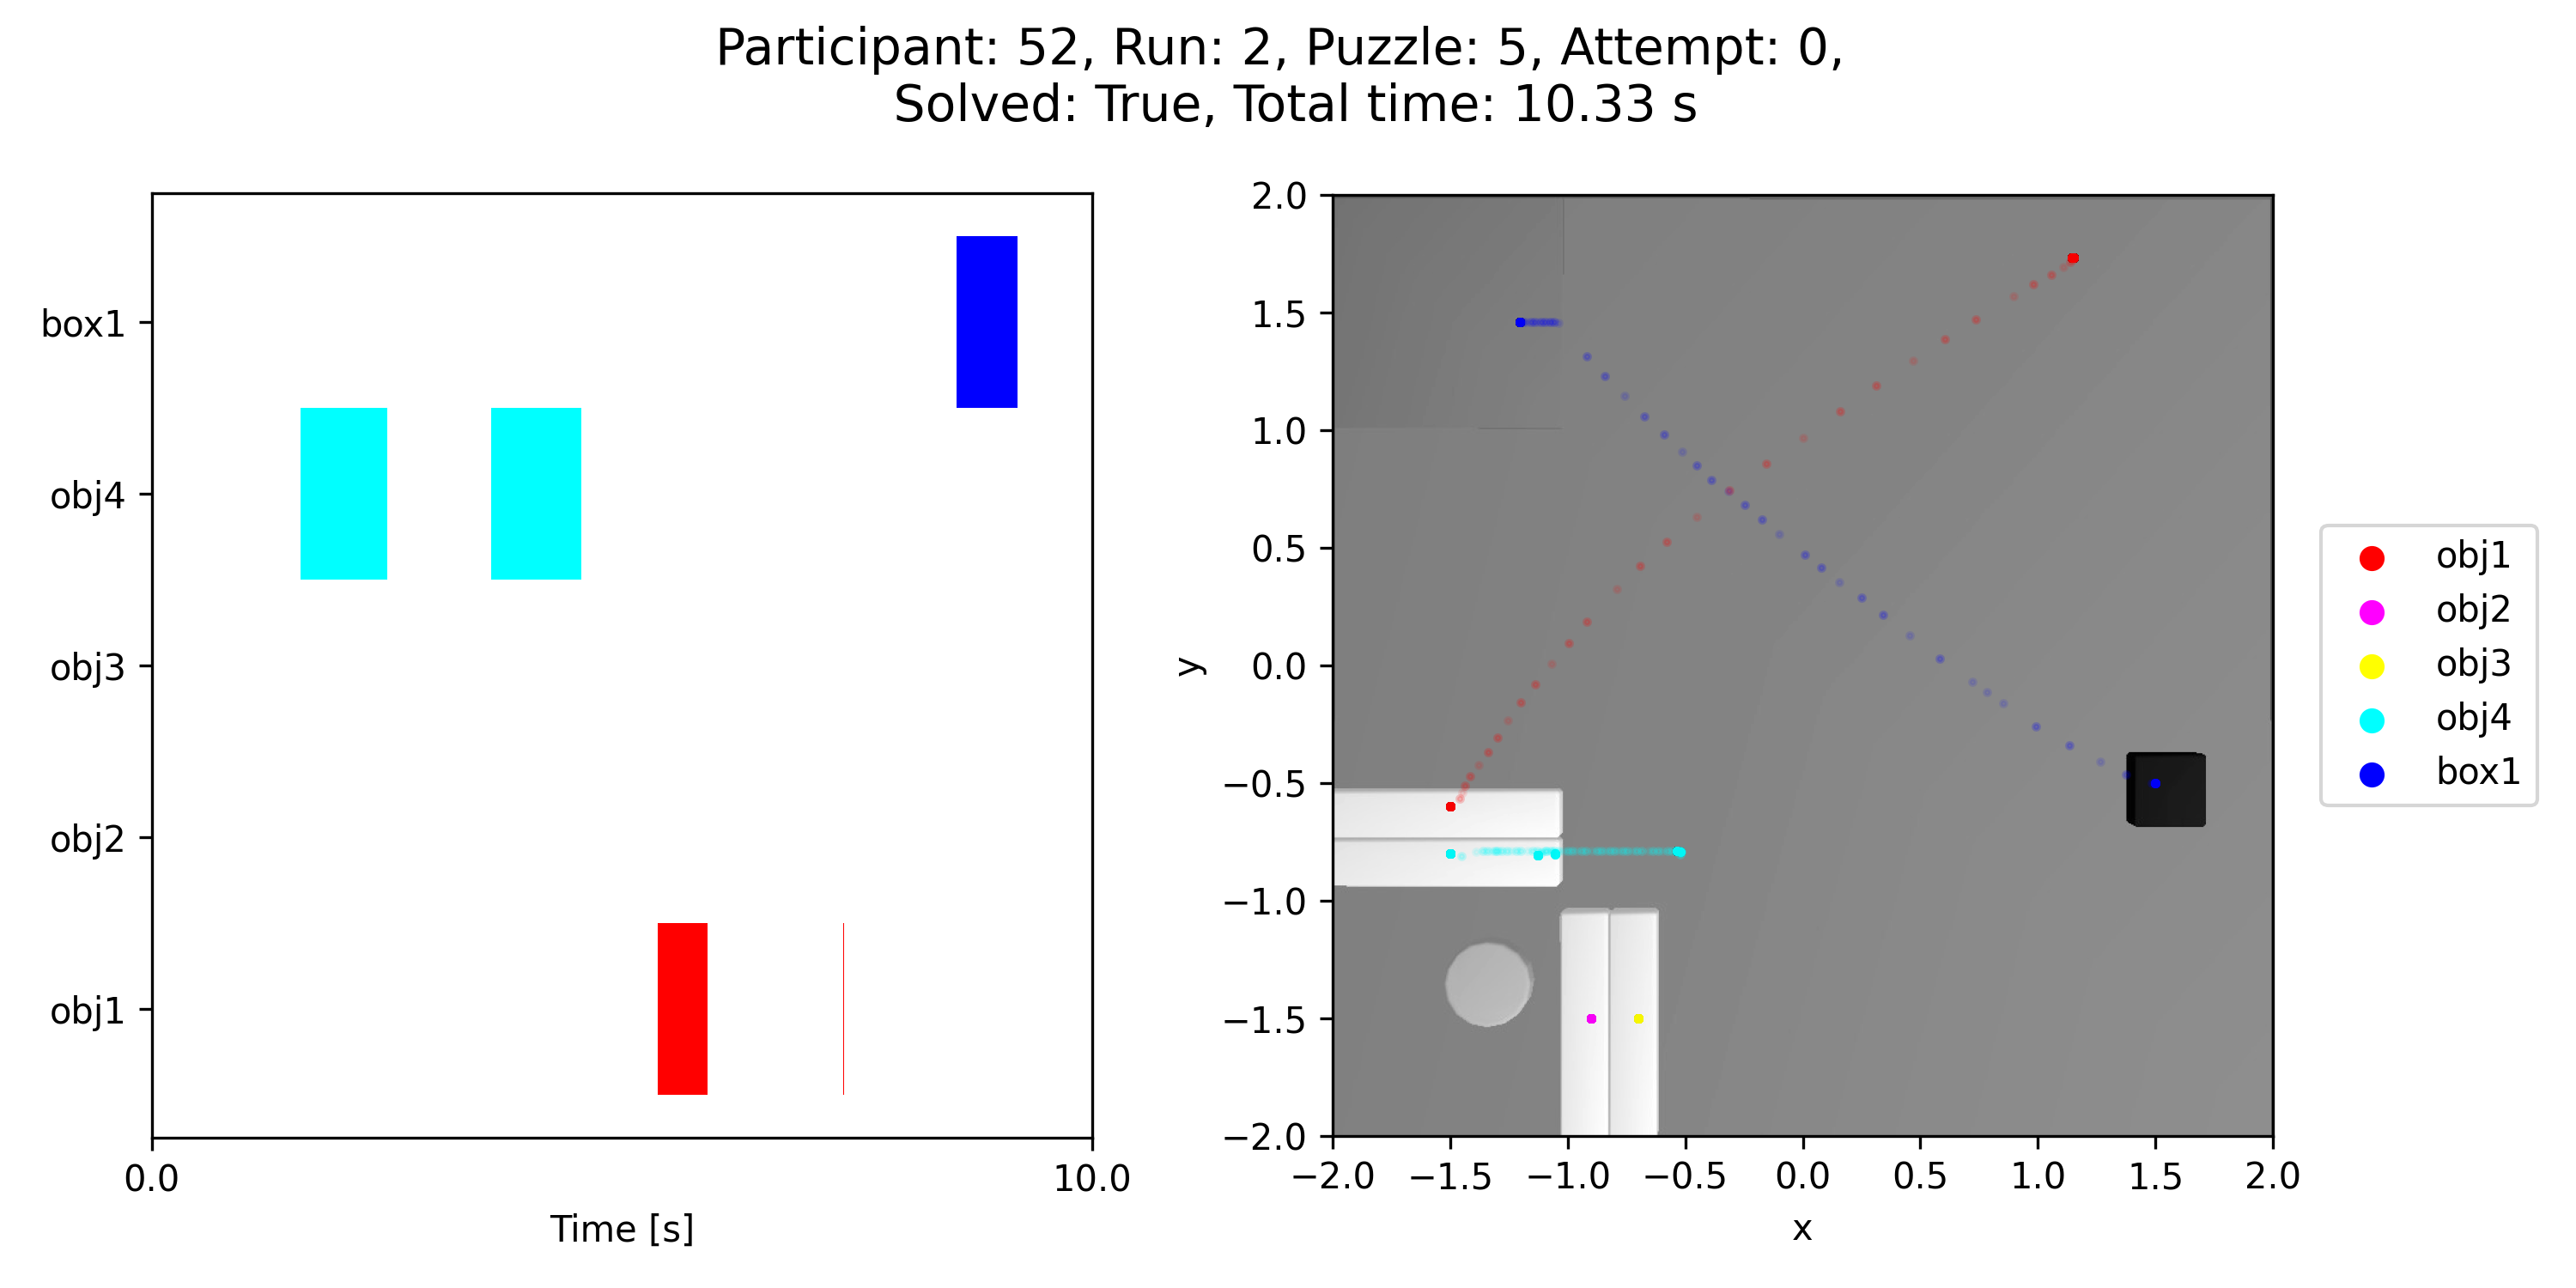 Participant: 52, Run: 2, Puzzle: 5, Attempt: 0,
Solved: True, Total time: 10.33 s
box1
obj4
obj3
obj2
obj1
0.0
10.0
Time [s]
2.0
1.5
1.0
0.5
0.0
−0.5
−1.0
−1.5
−2.0
y
−2.0
−1.5
−1.0
−0.5
0.0
0.5
1.0
1.5
2.0
x
obj1
obj2
obj3
obj4
box1